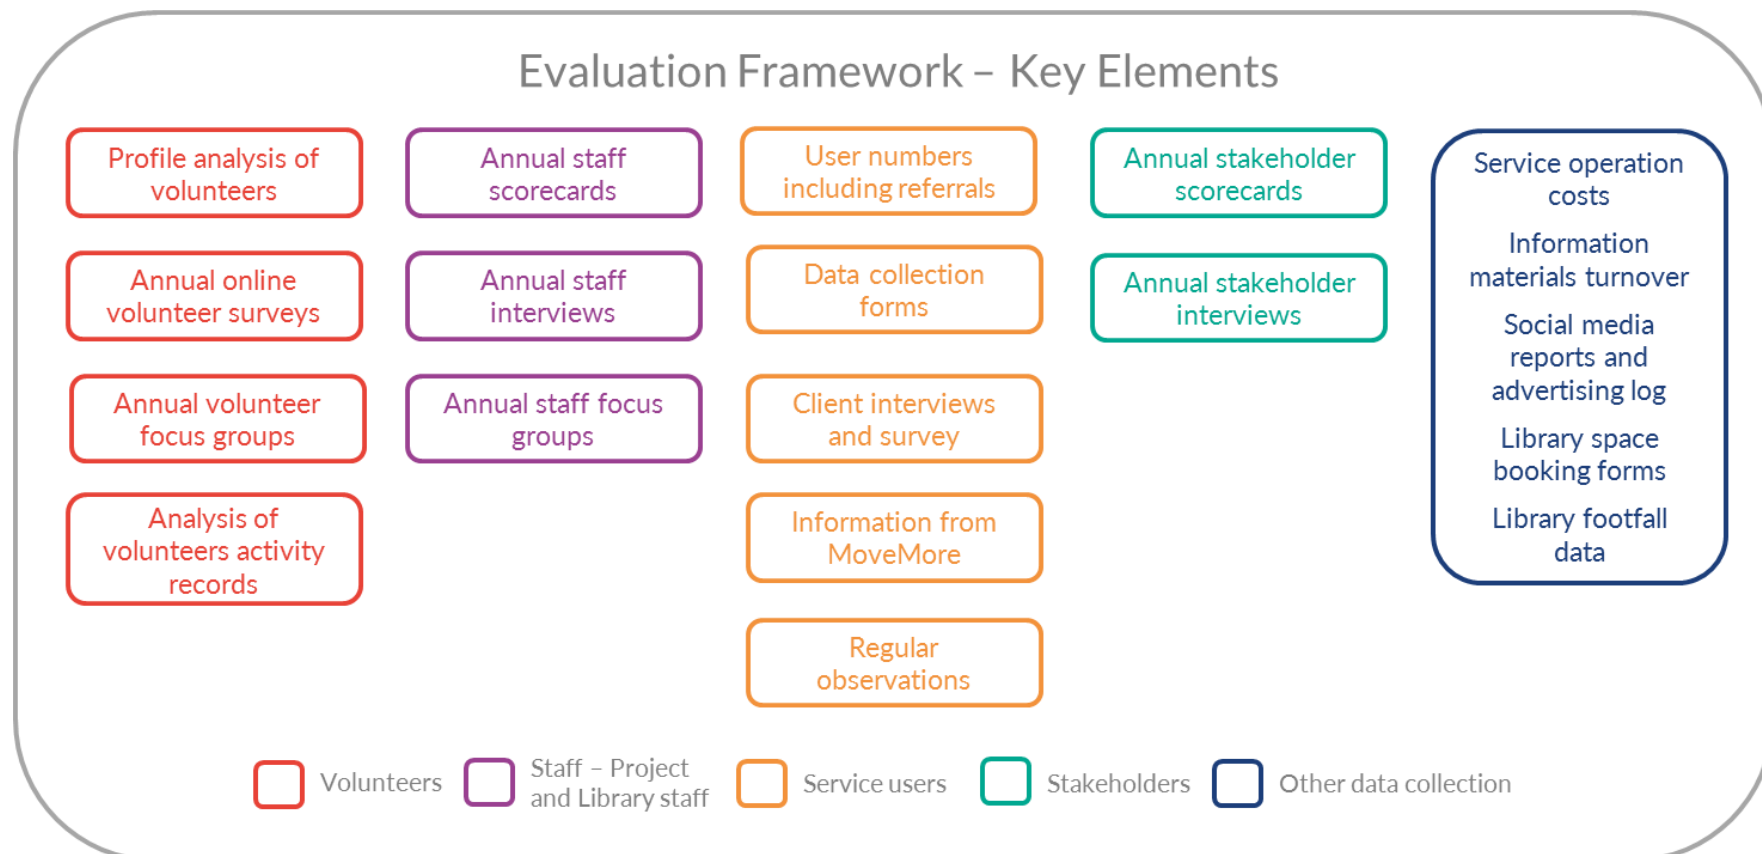 Evaluation Framework – Key Elements
Profile analysis of
volunteers
Annual online
volunteer surveys
Annual volunteer
focus groups
Analysis of
volunteers activity
records
Annual staff
scorecards
Annual staff
interviews
Annual staff focus
groups
User numbers
including referrals
Data collection
forms
Client interviews
and survey
Information from
MoveMore
Regular
observations
Annual stakeholder
scorecards
Annual stakeholder
interviews
Service operation
costs
Information
materials turnover
Social media
reports and
advertising log
Library space
booking forms
Library footfall
data
Volunteers
Staff – Project
and Library staff
Service users
Stakeholders
Other data collection